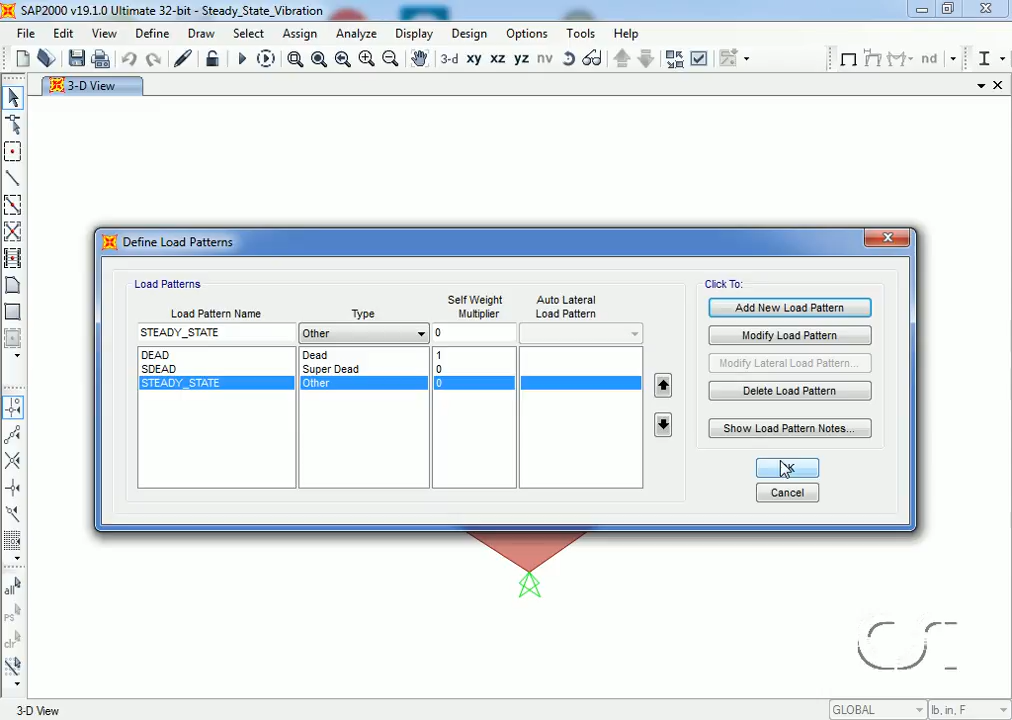 SAP2000 v19.1.0 Ultimate 32-bit - Steady_State_Vibration
File Edit View Define Draw Select Assign Analyze Display Design Options Tools Help
3-d xy xz yz nv nd
3-D View
Define Load Patterns
Load Patterns
Click To:
Load Pattern Name Type Self Weight Multiplier Auto Lateral Load Pattern
STEADY_STATE Other 0
DEAD Dead 1
SDEAD Super Dead 0
STEADY_STATE Other 0
Add New Load Pattern
Modify Load Pattern
Modify Lateral Load Pattern...
Delete Load Pattern
Show Load Pattern Notes...
Cancel
all
PS
clr
3-D View GLOBAL lb, in, F